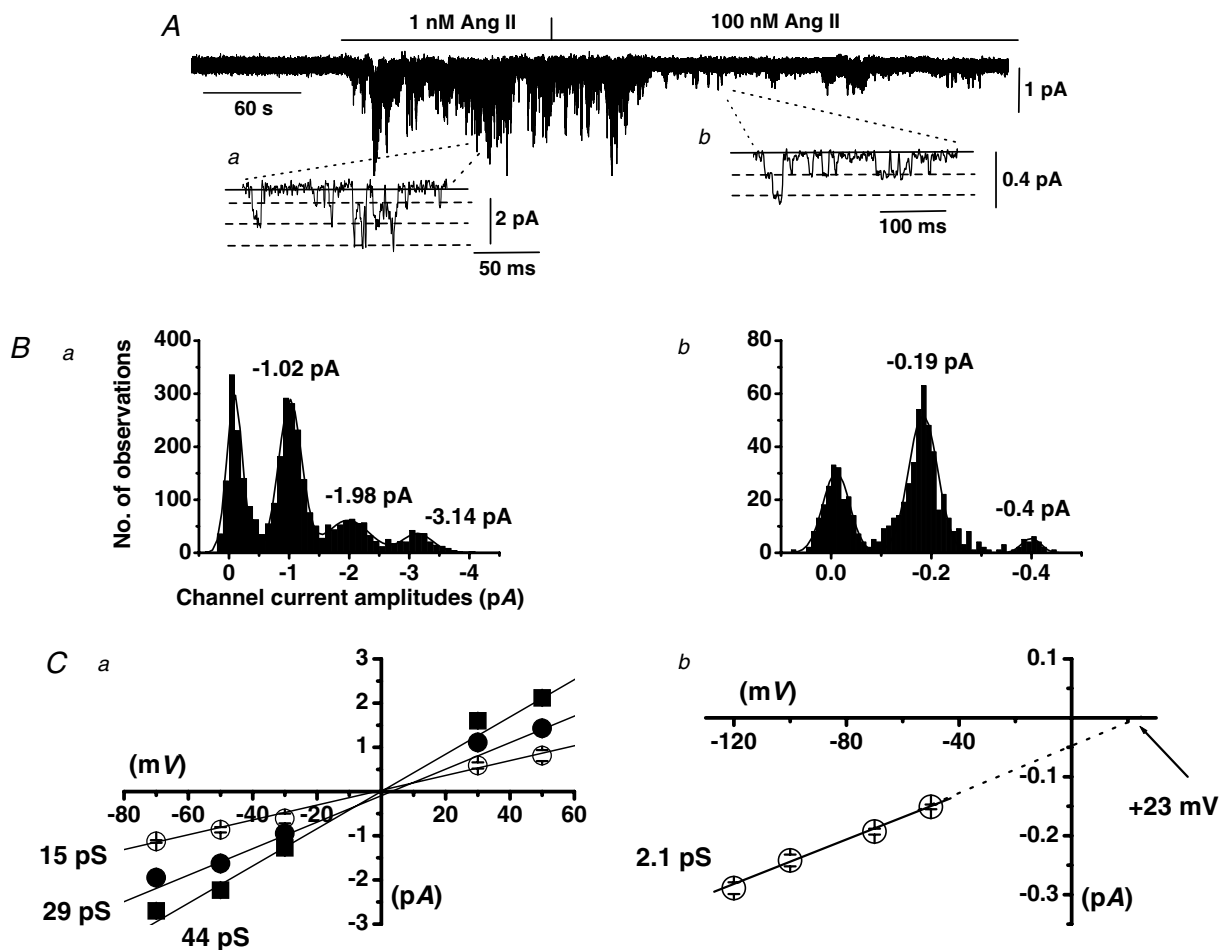 A
1 nM Ang II
100 nM Ang II
60 s
1 pA
a
2 pA
50 ms
b
0.4 pA
100 ms
B
a
No. of observations
400
300
200
100
0
-1.02 pA
-1.98 pA
-3.14 pA
0 -1 -2 -3 -4
Channel current amplitudes (pA)
b
80
60
40
20
0
-0.19 pA
-0.4 pA
0.0 -0.2 -0.4
C
a
3
2
1
(mV)
-80 -60 -40 -20 20 40 60
-1
-2
-3
15 pS
29 pS
44 pS
(pA)
b
0.1
(mV)
-120 -80 -40
-0.1
-0.2
-0.3
+23 mV
2.1 pS
(pA)